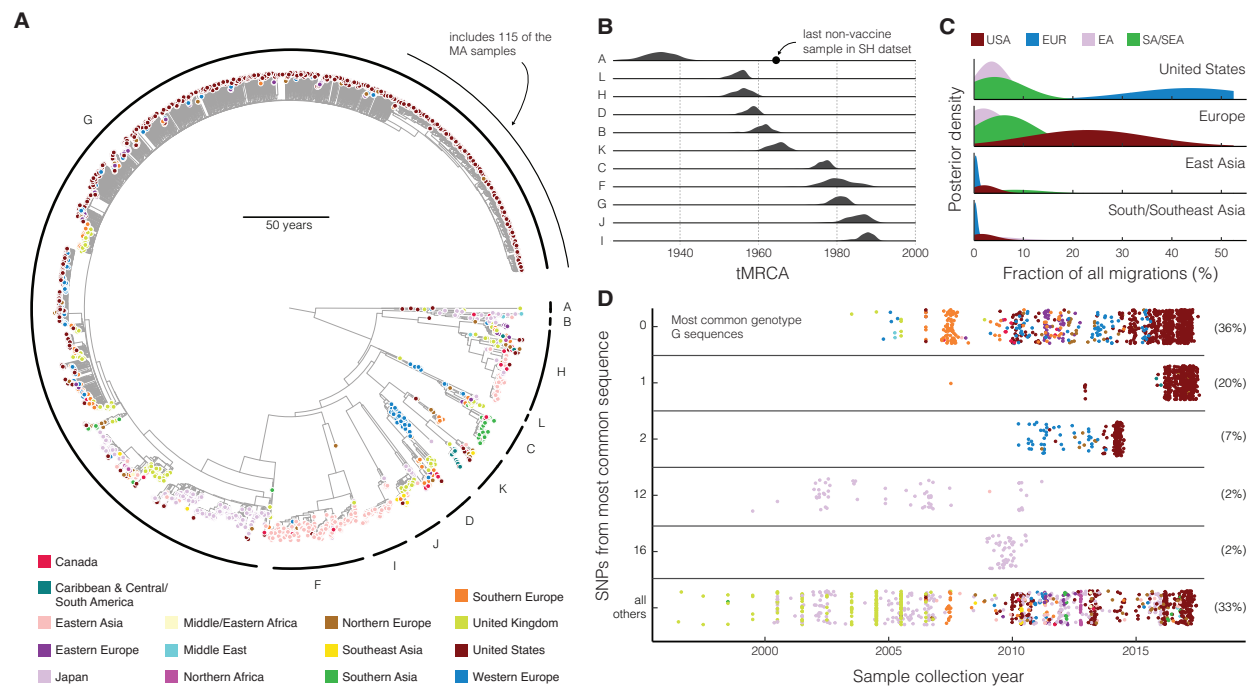 A
includes 115 of the
MA samples
G
50 years
A
B
H
L
C
K
D
J
I
F
Canada
Caribbean & Central/
South America
Southern Europe
Eastern Asia
Middle/Eastern Africa
Northern Europe
United Kingdom
Eastern Europe
Middle East
Southeast Asia
United States
Japan
Northern Africa
Southern Asia
Western Europe
B
last non-vaccine
sample in SH datset
A
L
H
D
B
K
C
F
G
J
I
1940
1960
1980
2000
tMRCA
C
USA
EUR
EA
SA/SEA
Posterior density
United States
Europe
East Asia
South/Southeast Asia
0
10
20
30
40
50
Fraction of all migrations (%)
D
SNPs from most common sequence
Most common genotype
G sequences
0
(36%)
1
(20%)
2
(7%)
12
(2%)
16
(2%)
all
others
(33%)
2000
2005
2010
2015
Sample collection year